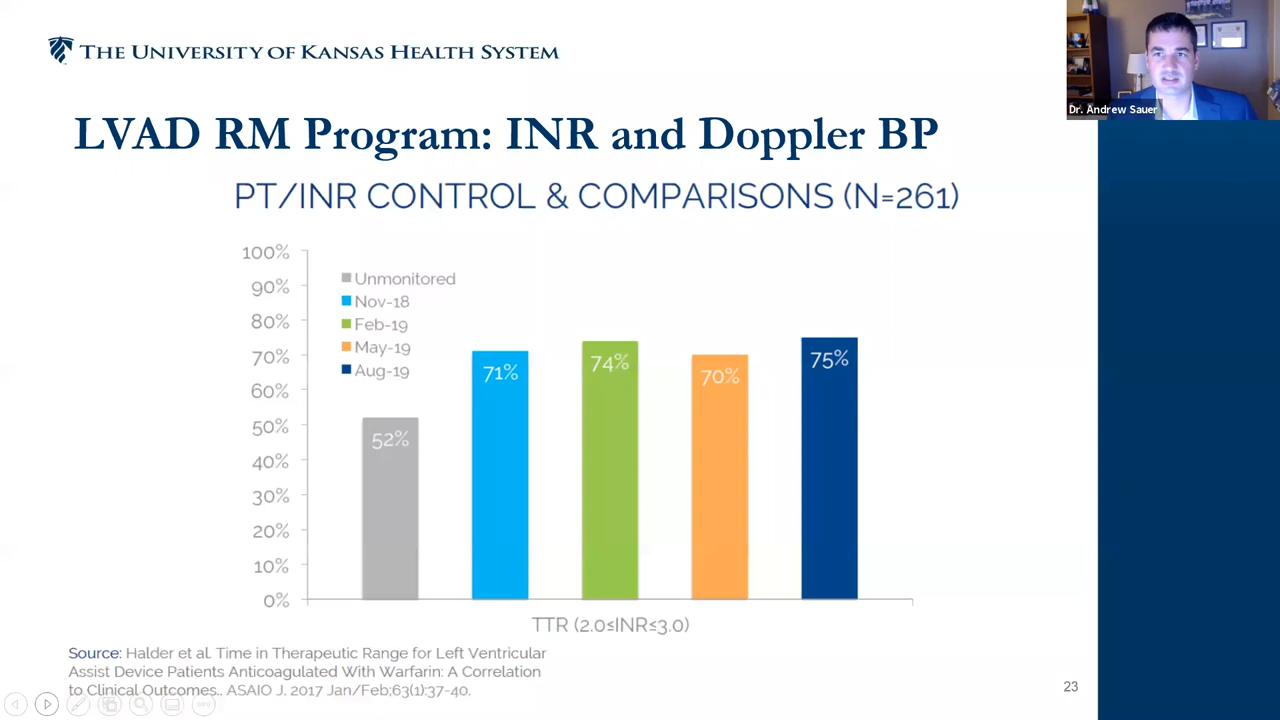 THE UNIVERSITY OF KANSAS HEALTH SYSTEM
Dr. Andrew Sauer
LVAD RM Program: INR and Doppler BP
PT/INR CONTROL & COMPARISONS (N=261)
100%
90%
80%
70%
60%
50%
40%
30%
20%
10%
0%
Unmonitored
Nov-18
Feb-19
May-19
Aug-19
52%
71%
74%
70%
75%
TTR (2.0≤INR≤3.0)
Source: Halder et al. Time in Therapeutic Range for Left Ventricular
Assist Device Patients Anticoagulated With Warfarin: A Correlation
to Clinical Outcomes.. ASAIO J. 2017 Jan/Feb;63(1):37-40.
23